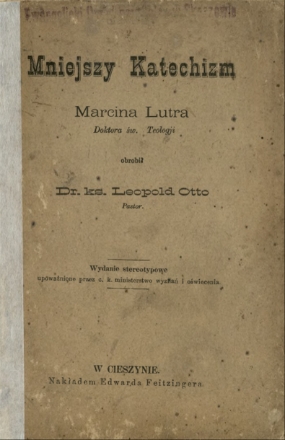 Mniejszy Katechizm
Marcina Lutra
Doktora św. Teologji
obrobił
Dr. ks. Leopold Otto
Pastor.
Wydanie stereotypowe
upoważnione przez c. k. ministerstwo wyznań i oświecenia.
W CIESZYNIE.
Nakładem Edwarda Feitzingera.